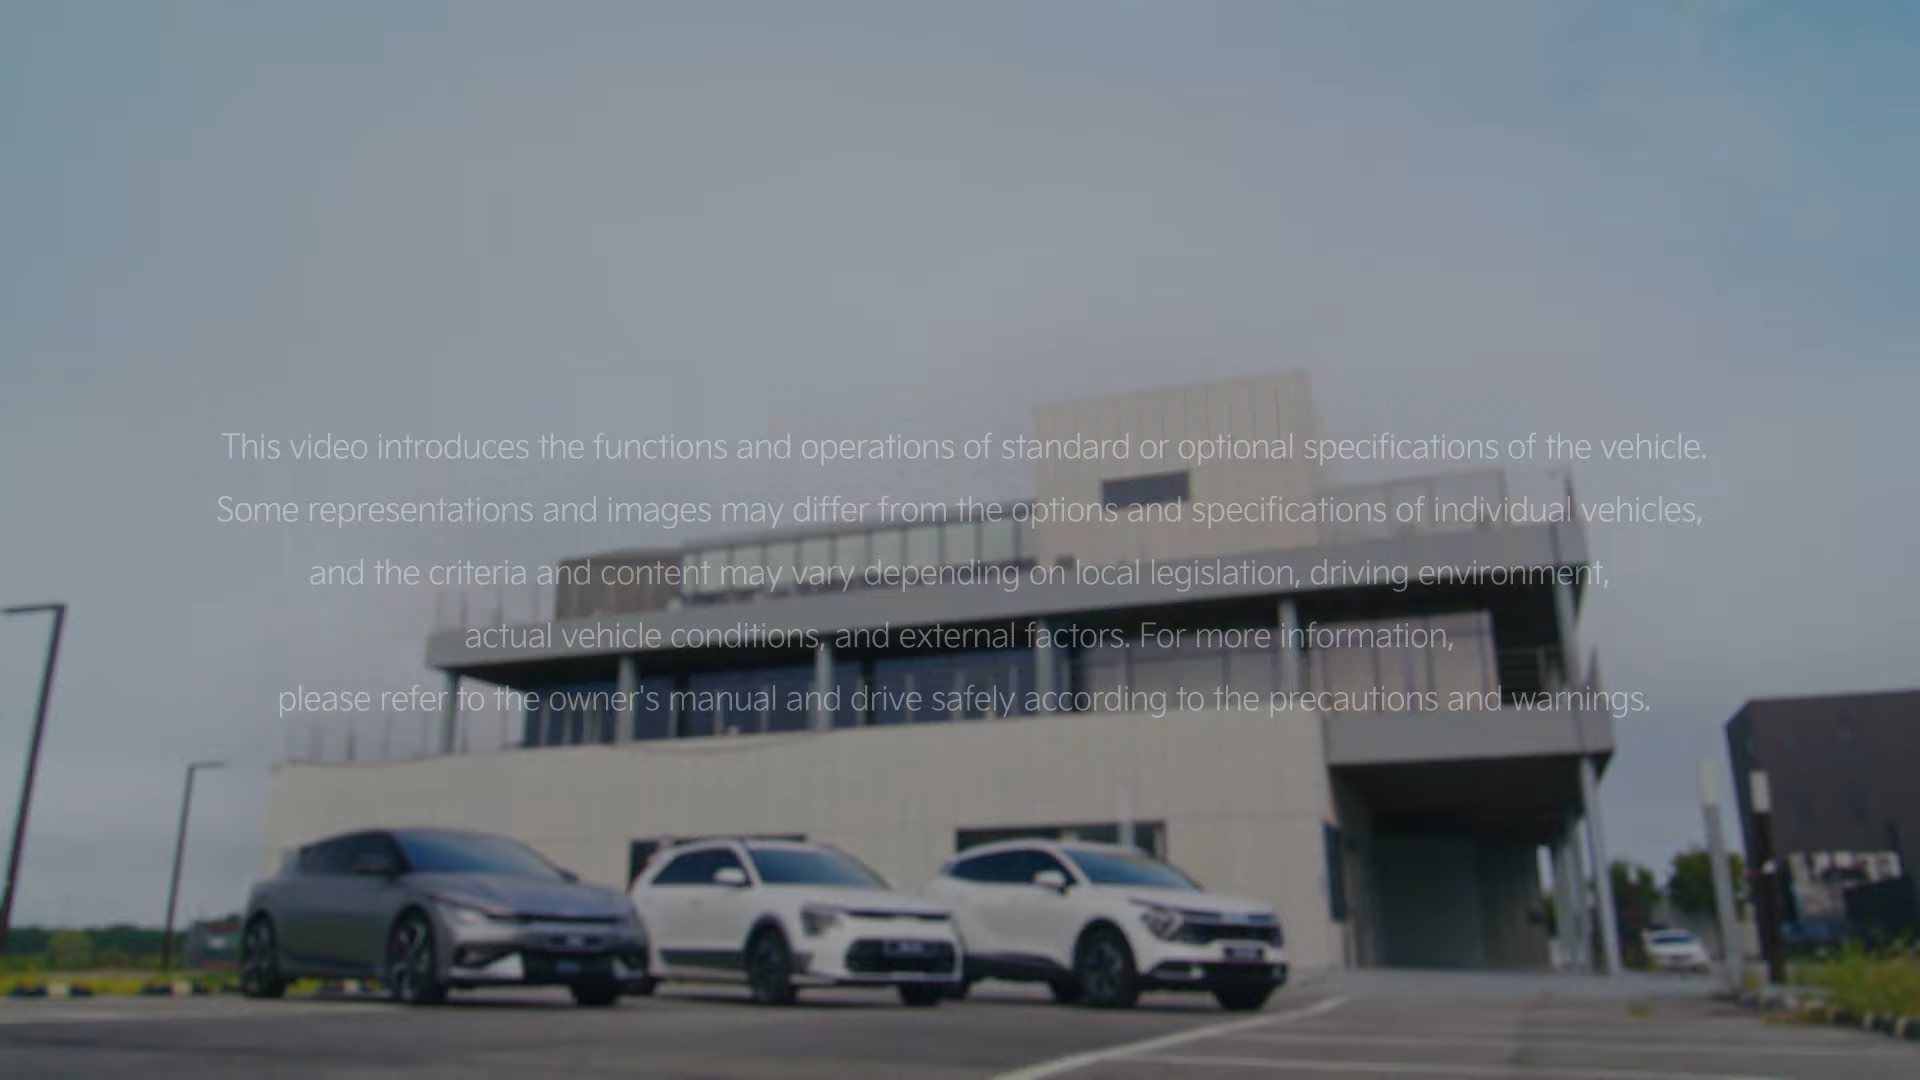 This video introduces the functions and operations of standard or optional specifications of the vehicle.
Some representations and images may differ from the options and specifications of individual vehicles,
and the criteria and content may vary depending on local legislation, driving environment,
actual vehicle conditions, and external factors. For more information,
please refer to the owner's manual and drive safely according to the precautions and warnings.